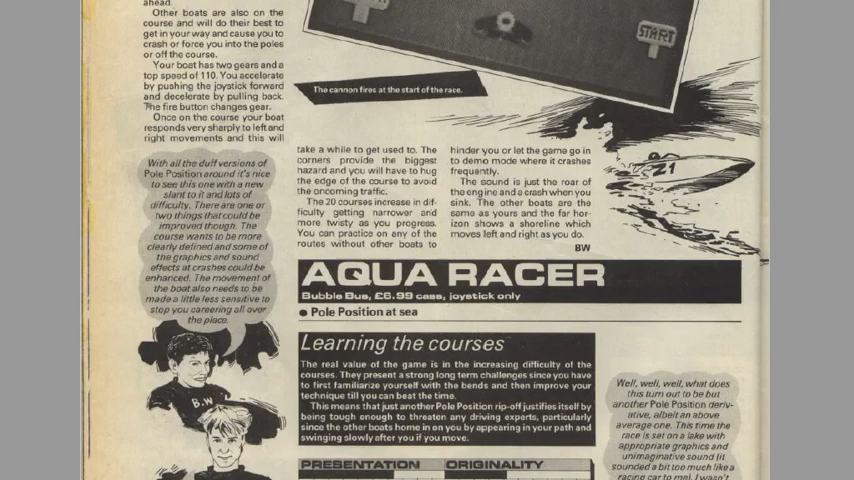 ahead.
Other boats are also on the
course and will do their best to
get in your way and cause you to
crash or force you into the poles
or off the course.
Your boat has two gears and a
top speed of 110. You accelerate
by pushing the joystick forward
and decelerate by pulling back.
The fire button changes gear.
Once on the course your boat
responds very sharply to left and
right movements and this will
START
The cannon fires at the start of the race.
take a while to get used to. The
corners provide the biggest
hazard and you will have to hug
the edge of the course to avoid
the oncoming traffic.
The 20 courses increase in dif-
ficulty getting narrower and
more twisty as you progress.
You can practice on any of the
routes without other boats to
hinder you or let the game go in
to demo mode where it crashes
frequently.
The sound is just the roar of
the engine and a crash when you
sink. The other boats are the
same as yours and the far hor-
izon shows a shoreline which
moves left and right as you do.
BW
21
With all the duff versions of
Pole Position around it's nice
to see this one with a new
slant to it and lots of
difficulty. There are one or
two things that could be
improved though. The
course wants to be more
clearly defined and some of
the graphics and sound
effects at crashes could be
enhanced. The movement of
the boat also needs to be
made a little less sensitive to
stop you careering all over
the place.
B.W
AQUA RACER
Bubble Bus, £6.99 cass, joystick only
● Pole Position at sea
Learning the courses
The real value of the game is in the increasing difficulty of the
courses. They present a strong long term challenges since you have
to first familiarize yourself with the bends and then improve your
technique till you can beat the time.
This means that just another Pole Position rip-off justifies itself by
being tough enough to threaten any driving experts, particularly
since the other boats home in on you by appearing in your path and
swinging slowly after you if you move.
PRESENTATION ORIGINALITY
Well, well, well, what does
this turn out to be but
another Pole Position deriv-
ative, albeit an above
average one. This time the
race is set on a lake with
appropriate graphics and
unimaginative sound (it
sounded a bit too much like a
racing car to me). I wasn't